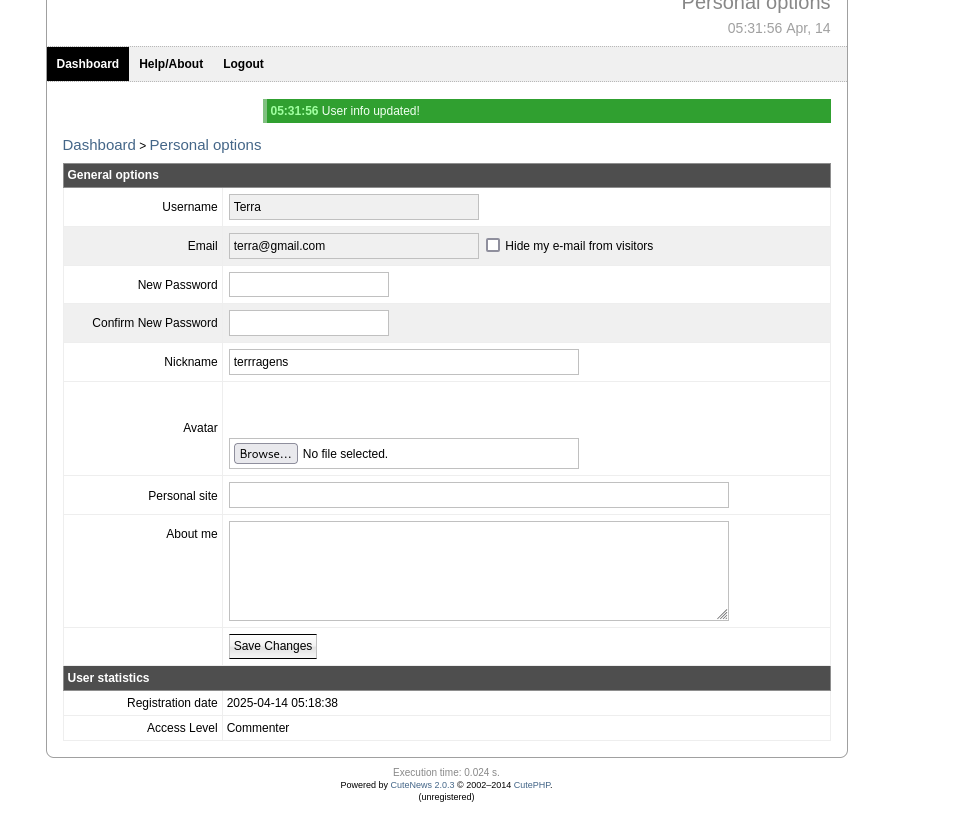 Personal options
05:31:56 Apr, 14
Dashboard Help/About Logout
05:31:56 User info updated!
Dashboard > Personal options
General options
Username Terra
Email terra@gmail.com Hide my e-mail from visitors
New Password
Confirm New Password
Nickname terrragens
Avatar
Browse... No file selected.
Personal site
About me
Save Changes
User statistics
Registration date 2025-04-14 05:18:38
Access Level Commenter
Execution time: 0.024 s.
Powered by CuteNews 2.0.3 © 2002–2014 CutePHP.
(unregistered)